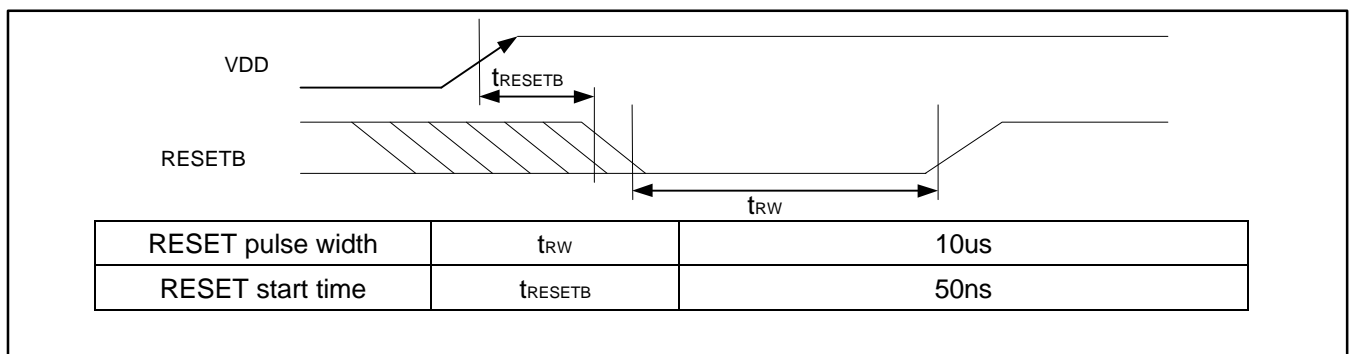 VDD
tRESETB
RESETB
tRW
RESET pulse width tRW 10us
RESET start time tRESETB 50ns